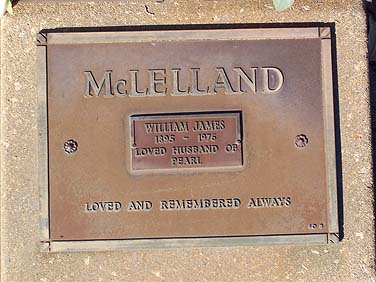 McLELLAND
WILLIAM JAMES
1895 - 1976
LOVED HUSBAND OF
PEARL
LOVED AND REMEMBERED ALWAYS